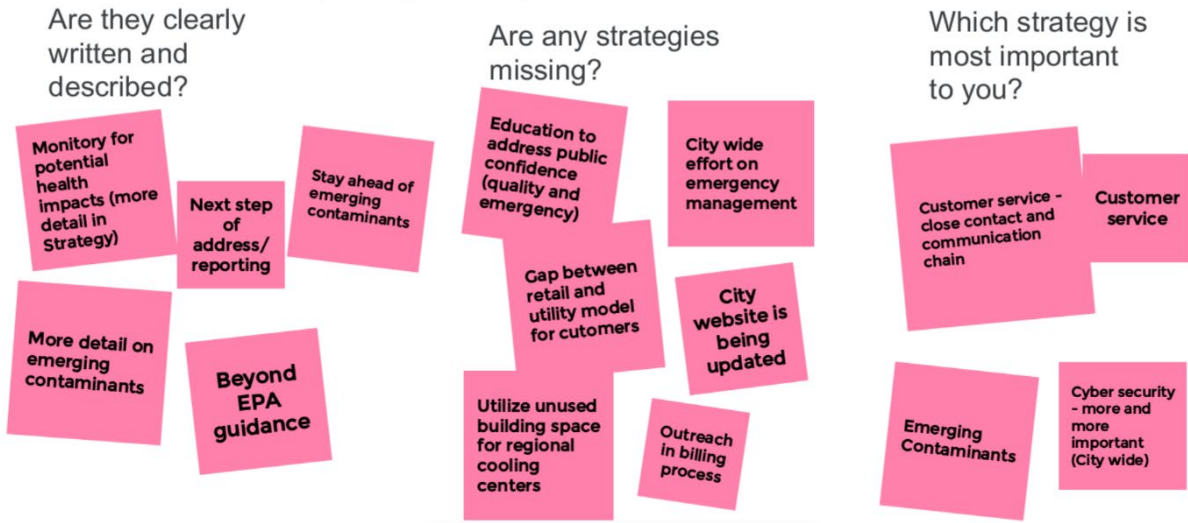 Are they clearly
written and
described?
Monitory for
potential
health
impacts (more
detail in
Strategy)
Next step
of
address/
reporting
Stay ahead of
emerging
contaminants
More detail on
emerging
contaminants
Beyond
EPA
guidance
Are any strategies
missing?
Education to
address public
confidence
(quality and
emergency)
City wide
effort on
emergency
management
Gap between
retail and
utility model
for cutomers
City
website is
being
updated
Utilize unused
building space
for regional
cooling
centers
Outreach
in billing
process
Which strategy is
most important
to you?
Customer service -
close contact and
communication
chain
Customer
service
Emerging
Contaminants
Cyber security
- more and
more
important
(City wide)